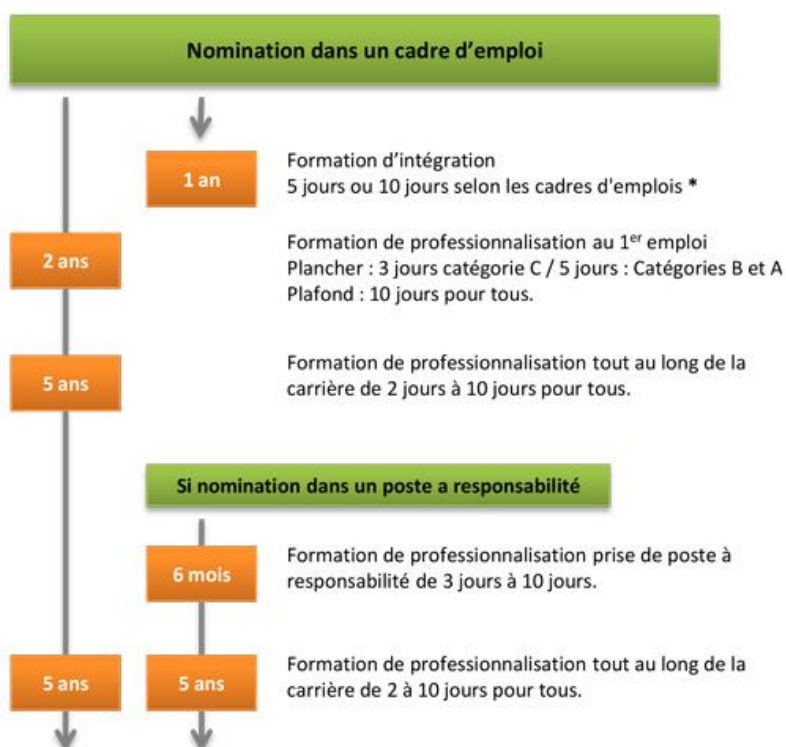 Nomination dans un cadre d’emploi
1 an
Formation d’intégration
5 jours ou 10 jours selon les cadres d'emplois *
2 ans
Formation de professionnalisation au 1er emploi
Plancher : 3 jours catégorie C / 5 jours : Catégories B et A
Plafond : 10 jours pour tous.
5 ans
Formation de professionnalisation tout au long de la
carrière de 2 jours à 10 jours pour tous.
Si nomination dans un poste a responsabilité
6 mois
Formation de professionnalisation prise de poste à
responsabilité de 3 jours à 10 jours.
5 ans
5 ans
Formation de professionnalisation tout au long de la
carrière de 2 à 10 jours pour tous.